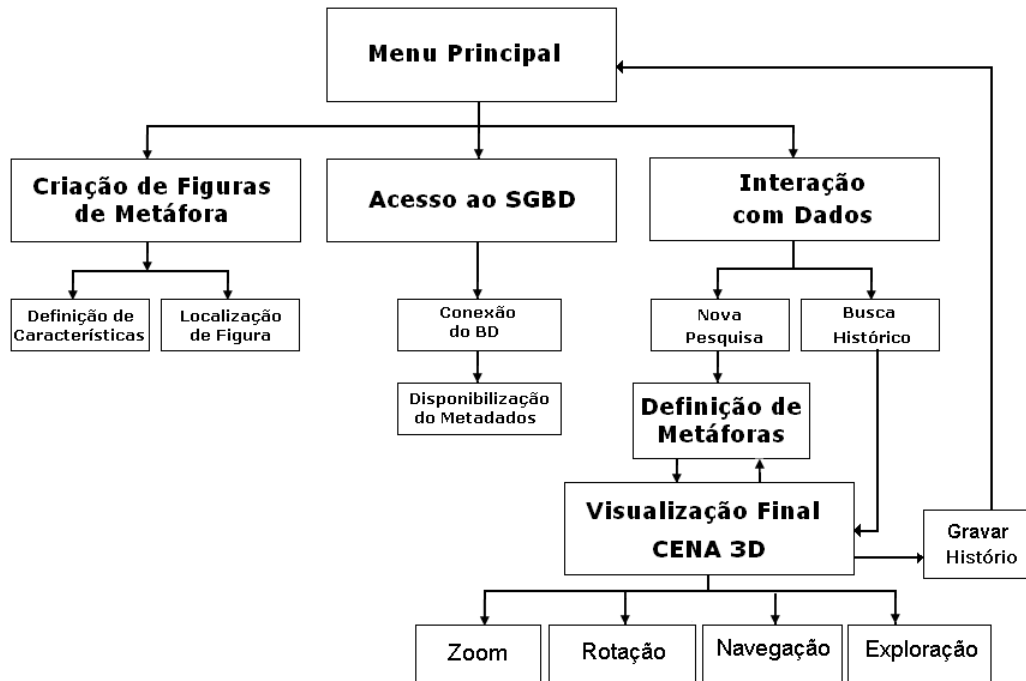 Menu Principal
Criação de Figuras
de Metáfora
Acesso ao SGBD
Interação
com Dados
Definição de
Características
Localização
de Figura
Conexão
do BD
Nova
Pesquisa
Busca
Histórico
Disponibilização
do Metadados
Definição de
Metáforas
Visualização Final
CENA 3D
Gravar
Histório
Zoom
Rotação
Navegação
Exploração